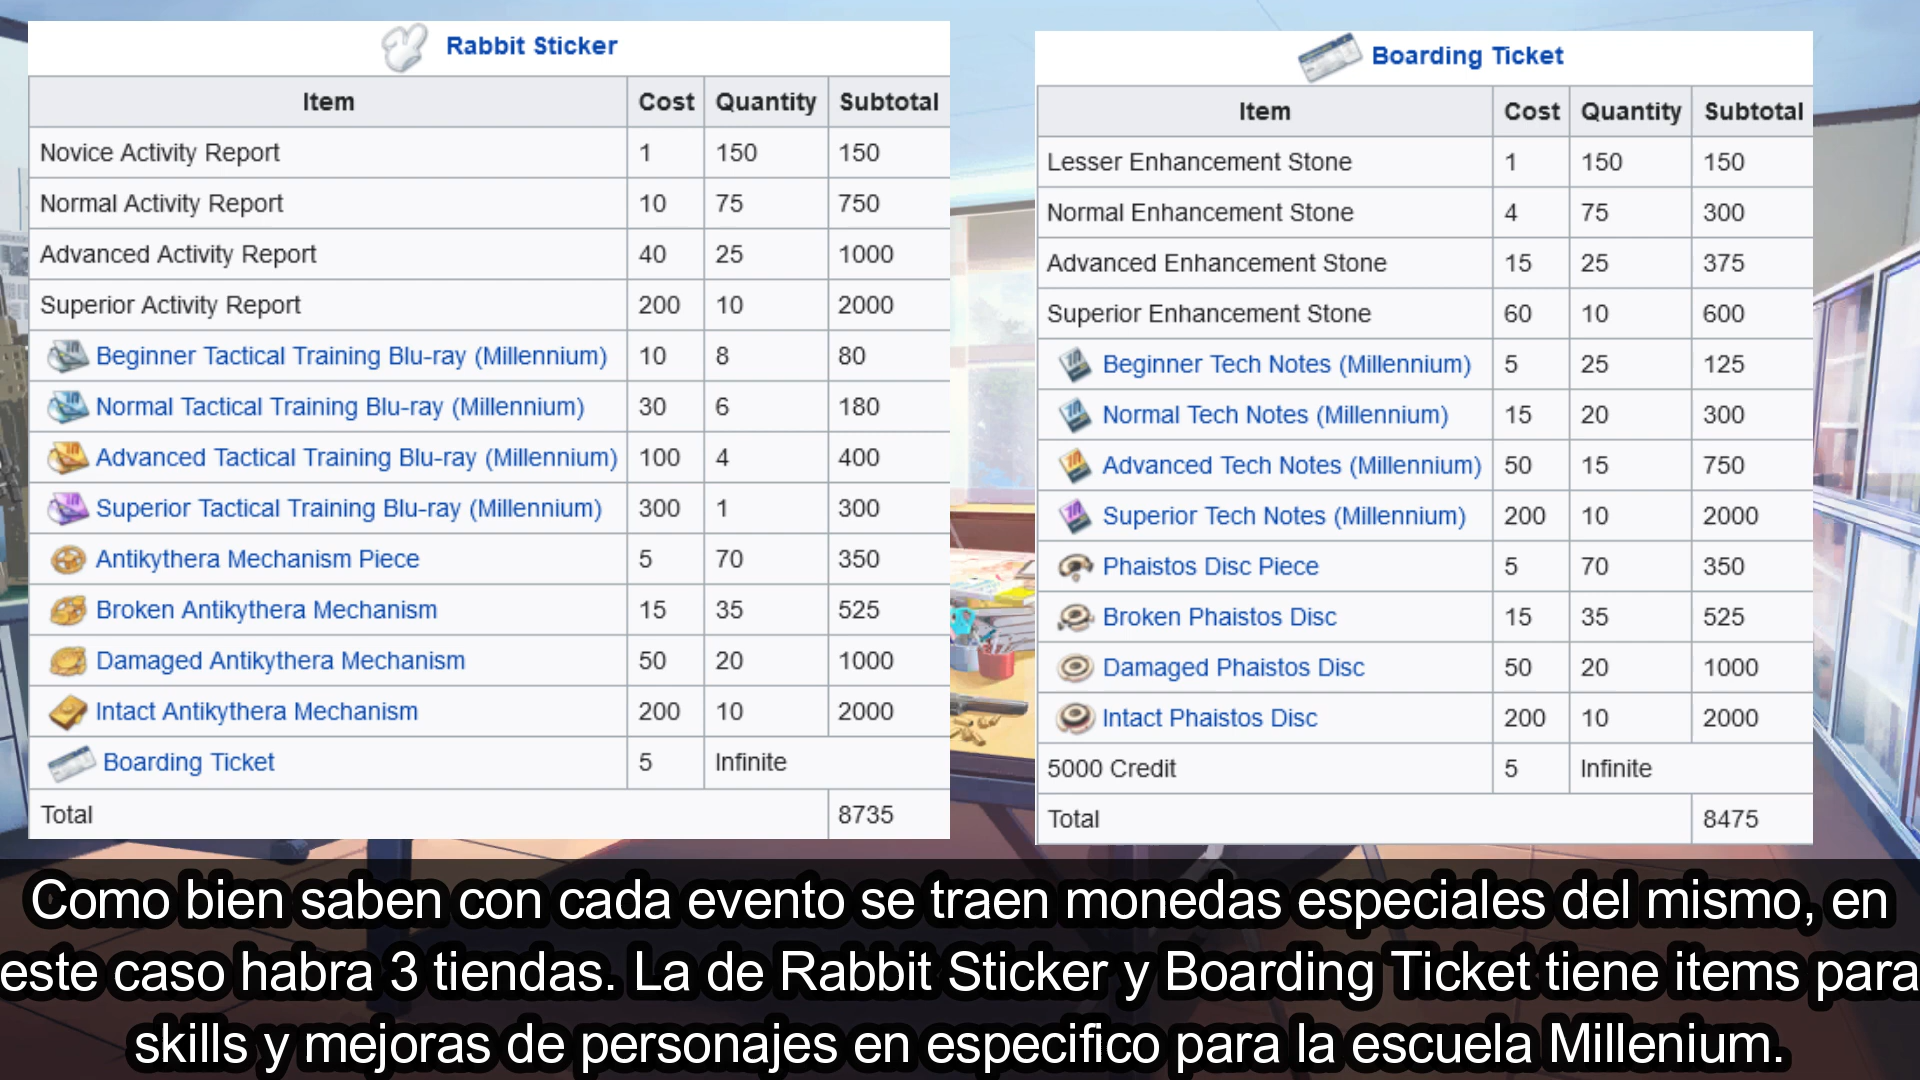 Rabbit Sticker
Item Cost Quantity Subtotal
Novice Activity Report 1 150 150
Normal Activity Report 10 75 750
Advanced Activity Report 40 25 1000
Superior Activity Report 200 10 2000
Beginner Tactical Training Blu-ray (Millennium) 10 8 80
Normal Tactical Training Blu-ray (Millennium) 30 6 180
Advanced Tactical Training Blu-ray (Millennium) 100 4 400
Superior Tactical Training Blu-ray (Millennium) 300 1 300
Antikythera Mechanism Piece 5 70 350
Broken Antikythera Mechanism 15 35 525
Damaged Antikythera Mechanism 50 20 1000
Intact Antikythera Mechanism 200 10 2000
Boarding Ticket 5 Infinite
Total 8735
Boarding Ticket
Item Cost Quantity Subtotal
Lesser Enhancement Stone 1 150 150
Normal Enhancement Stone 4 75 300
Advanced Enhancement Stone 15 25 375
Superior Enhancement Stone 60 10 600
Beginner Tech Notes (Millennium) 5 25 125
Normal Tech Notes (Millennium) 15 20 300
Advanced Tech Notes (Millennium) 50 15 750
Superior Tech Notes (Millennium) 200 10 2000
Phaistos Disc Piece 5 70 350
Broken Phaistos Disc 15 35 525
Damaged Phaistos Disc 50 20 1000
Intact Phaistos Disc 200 10 2000
5000 Credit 5 Infinite
Total 8475
Como bien saben con cada evento se traen monedas especiales del mismo, en
este caso habra 3 tiendas. La de Rabbit Sticker y Boarding Ticket tiene items para
skills y mejoras de personajes en especifico para la escuela Millenium.